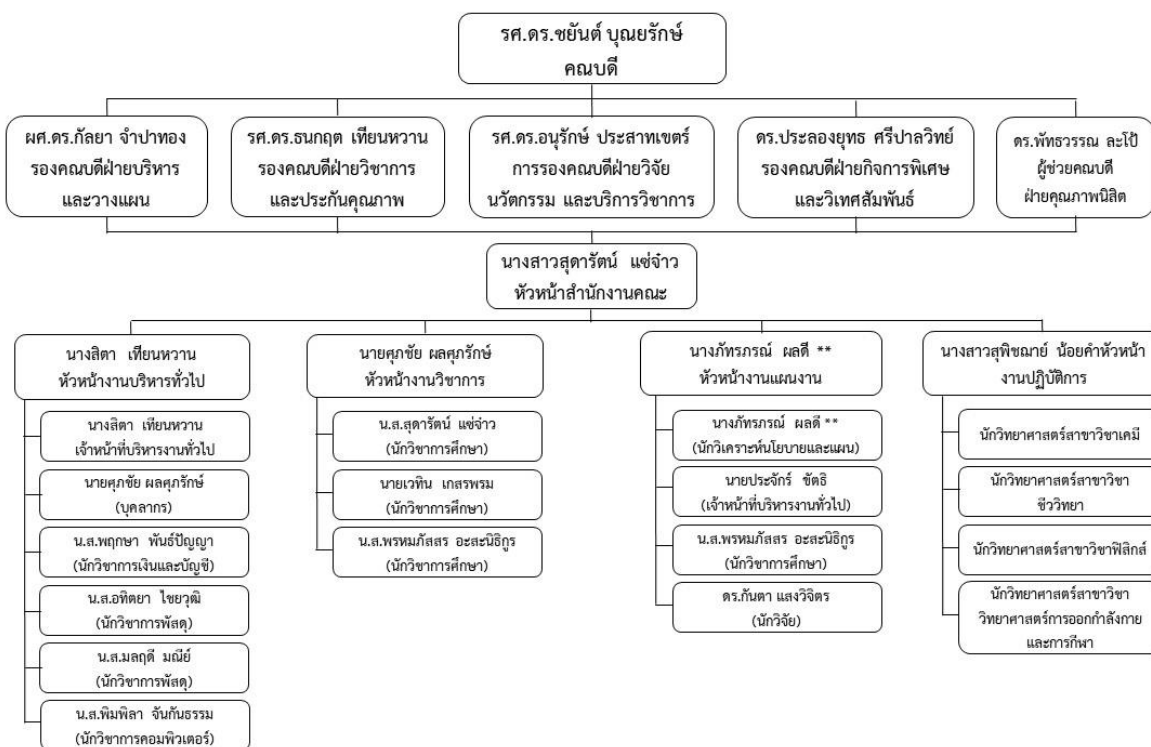 รศ.ดร.ชยันต์ บุณยรักษ์
คณบดี
ผศ.ดร.กัลยา จำปาทอง
รองคณบดีฝ่ายบริหาร
และวางแผน
รศ.ดร.ธนกฤต เทียนหวาน
รองคณบดีฝ่ายวิชาการ
และประกันคุณภาพ
รศ.ดร.อนุรักษ์ ประสาทเขตร์
การรองคณบดีฝ่ายวิจัย
นวัตกรรม และบริการวิชาการ
ดร.ประลองยุทธ ศรีปาลวิทย์
รองคณบดีฝ่ายกิจการพิเศษ
และวิเทศสัมพันธ์
ดร.พัทธวรรณ ละโป้
ผู้ช่วยคณบดี
ฝ่ายคุณภาพนิสิต
นางสาวสุดารัตน์ แซ่จ๋าว
หัวหน้าสำนักงานคณะ
นางสิตา เทียนหวาน
หัวหน้างานบริหารทั่วไป
นางสิตา เทียนหวาน
เจ้าหน้าที่บริหารงานทั่วไป
นายศุภชัย ผลศุภรักษ์
(บุคลากร)
น.ส.พฤกษา พันธ์ปัญญา
(นักวิชาการเงินและบัญชี)
น.ส.อทิตยา ไชยวุฒิ
(นักวิชาการพัสดุ)
น.ส.มลฤดี มณีย์
(นักวิชาการพัสดุ)
น.ส.พิมพิลา จันกันธรรม
(นักวิชาการคอมพิวเตอร์)
นายศุภชัย ผลศุภรักษ์
หัวหน้างานวิชาการ
น.ส.สุดารัตน์ แซ่จ่าว
(นักวิชาการศึกษา)
นายเวทิน เกสรพรม
(นักวิชาการศึกษา)
น.ส.พรหมภัสสร อะสะนิธิกูร
(นักวิชาการศึกษา)
นางภัทรภรณ์ ผลดี **
หัวหน้างานแผนงาน
นางภัทรภรณ์ ผลดี **
(นักวิเคราะห์นโยบายและแผน)
นายประจักร์ ขัตธิ
(เจ้าหน้าที่บริหารงานทั่วไป)
น.ส.พรหมภัสสร อะสะนิธิกูร
(นักวิชาการศึกษา)
ดร.กันตา แสงวิจิตร
(นักวิจัย)
นางสาวสุพิชฌาย์ น้อยคำหัวหน้า
งานปฏิบัติการ
นักวิทยาศาสตร์สาขาวิชาเคมี
นักวิทยาศาสตร์สาขาวิชา
ชีววิทยา
นักวิทยาศาสตร์สาขาวิชาฟิสิกส์
นักวิทยาศาสตร์สาขาวิชา
วิทยาศาสตร์การออกกำลังกาย
และการกีฬา